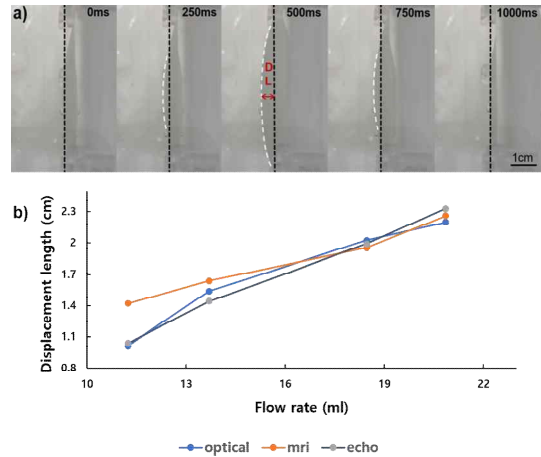 a)
0ms
250ms
500ms
750ms
1000ms
D
L
1cm
b)
Displacement length (cm)
2.3
2
1.7
1.4
1.1
0.8
10
13
16
19
22
Flow rate (ml)
optical
mri
echo